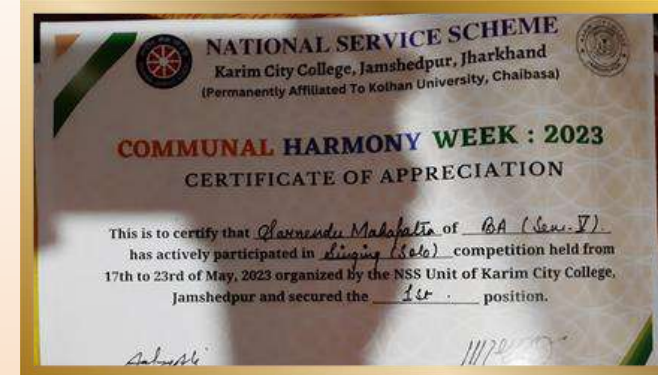 NATIONAL SERVICE SCHEME
Karim City College, Jamshedpur, Jharkhand
(Permanently Affiliated To Kolhan University, Chaibasa)
COMMUNAL HARMONY WEEK : 2023
CERTIFICATE OF APPRECIATION
This is to certify that Mahapatra of BA (Sem-V)
has actively participated in Singing (Solo) competition held from
17th to 23rd of May, 2023 organized by the NSS Unit of Karim City College,
Jamshedpur and secured the 1st. position.